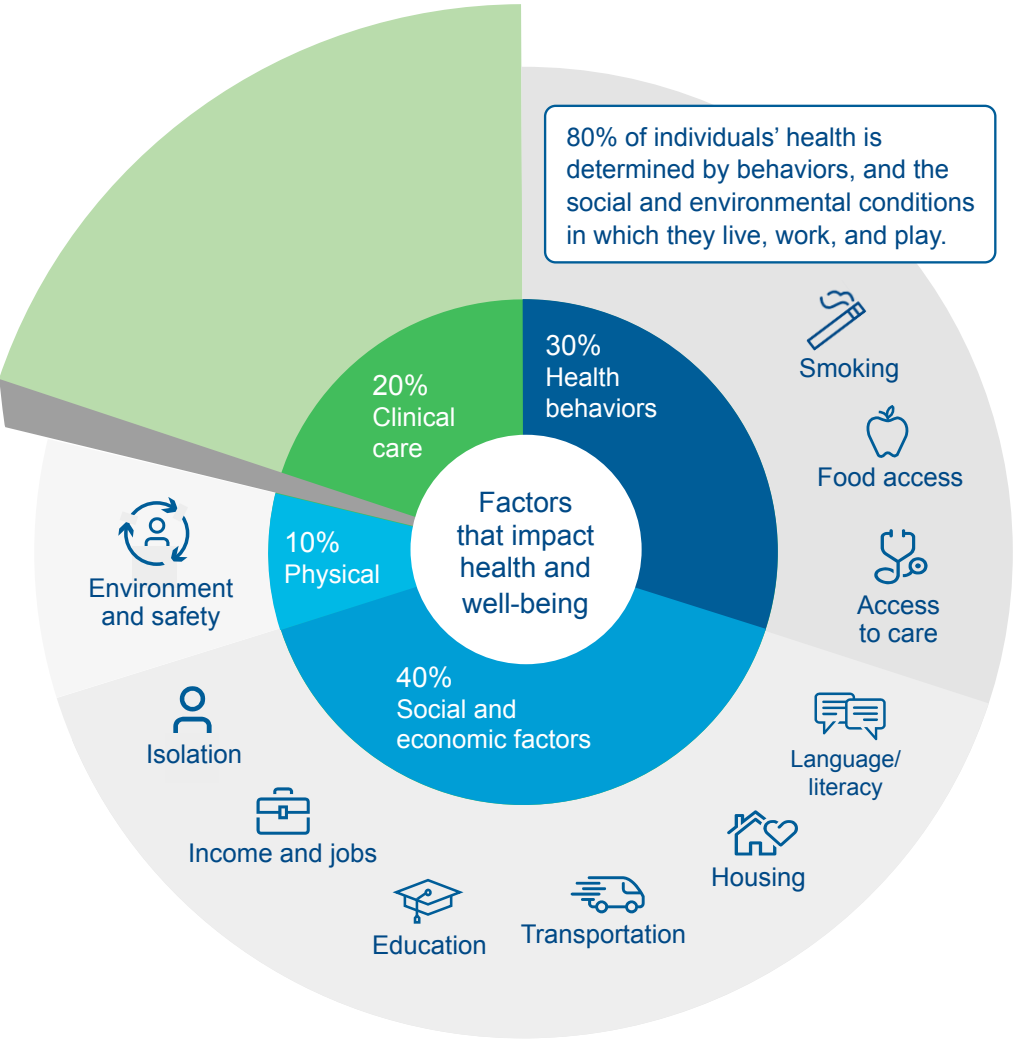 80% of individuals’ health is
determined by behaviors, and the
social and environmental conditions
in which they live, work, and play.
Factors
that impact
health and
well-being
30%
Health
behaviors
Smoking
Food access
Access
to care
40%
Social and
economic factors
Language/
literacy
Housing
Transportation
Education
Income and jobs
Isolation
10%
Physical
Environment
and safety
20%
Clinical
care